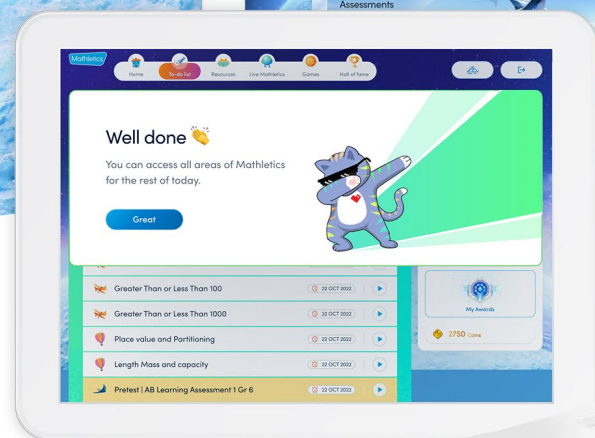 Assessments
Mathletics
Home
To-do list
Resources
Live Mathletics
Games
Hall of fame
Well done
You can access all areas of Mathletics
for the rest of today.
Great
Greater Than or Less Than 100
22 OCT 2022
Greater Than or Less Than 1000
22 OCT 2022
Place value and Partitioning
22 OCT 2022
Length Mass and capacity
22 OCT 2022
Pretest | AB Learning Assessment 1 Gr 6
22 OCT 2022
My Awards
2750 Coins